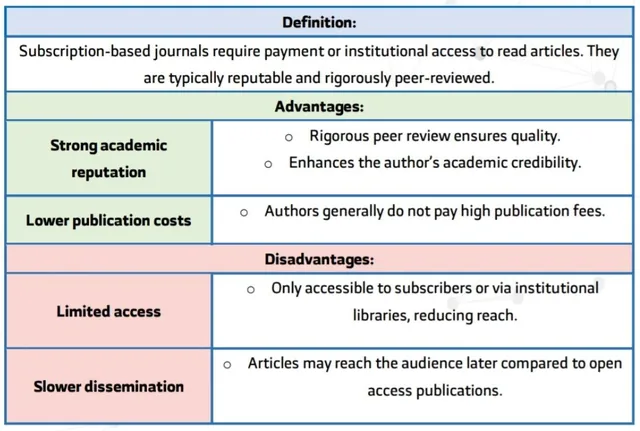 Definition:
Subscription-based journals require payment or institutional access to read articles. They
are typically reputable and rigorously peer-reviewed.
Advantages:
Strong academic
reputation
o Rigorous peer review ensures quality.
o Enhances the author's academic credibility.
Lower publication costs
o Authors generally do not pay high publication fees.
Disadvantages:
Limited access
o Only accessible to subscribers or via institutional
libraries, reducing reach.
Slower dissemination
o Articles may reach the audience later compared to open
access publications.